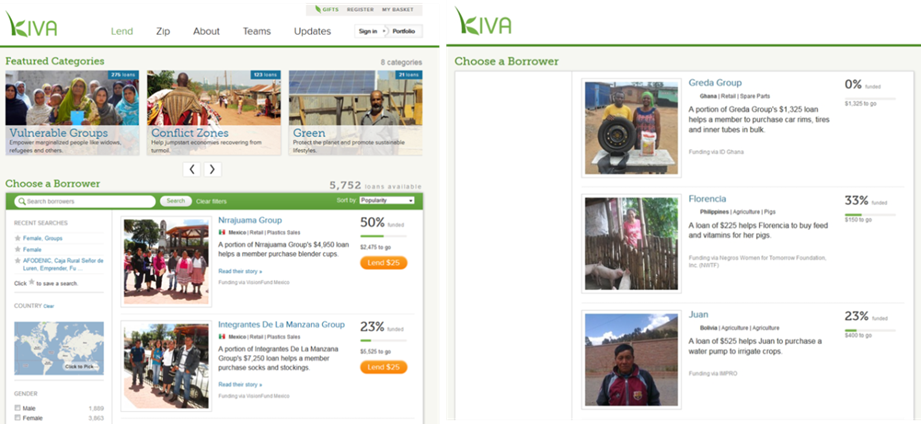 KIVA
GIFTS REGISTER MY BASKET
Lend Zip About Teams Updates Sign in Portfolio
Featured Categories 8 categories
275 loans
Vulnerable Groups
Empower marginalized people like widows,
refugees and others.
123 loans
Conflict Zones
Help jumpstart economies recovering from
turmoil.
21 loans
Green
Protect the planet and promote sustainable
lifestyles.
Choose a Borrower 5,752 loans available
Search borrowers Search Clear filters Sort by Popularity
RECENT SEARCHES
Female, Groups
Female
AFODENIC, Caja Rural Señor de
Luren, Emprender, Fu ...
Click to save a search.
COUNTRY Clear
Click to Pick...
GENDER
Male 1,889
Female 3,863
Nrrajuama Group
Mexico | Retail | Plastics Sales
A portion of Nrrajuama Group's $4,950 loan
helps a member purchase blender cups.
Read their story »
Funding via VisionFund Mexico
50% funded
$2,475 to go
Lend $25
Integrantes De La Manzana Group
Mexico | Retail | Plastics Sales
A portion of Integrantes De La Manzana
Group's $7,250 loan helps a member
purchase socks and stockings.
Read their story »
Funding via VisionFund Mexico
23% funded
$5,525 to go
Lend $25
KIVA
Choose a Borrower
Greda Group
Ghana | Retail | Spare Parts
A portion of Greda Group's $1,325 loan
helps a member to purchase car rims, tires
and inner tubes in bulk.
Funding via ID Ghana
0% funded
$1,325 to go
Florencia
Philippines | Agriculture | Pigs
A loan of $225 helps Florencia to buy feed
and vitamins for her pigs.
Funding via Negros Women for Tomorrow Foundation,
Inc. (NWTF)
33% funded
$150 to go
Juan
Bolivia | Agriculture | Agriculture
A loan of $525 helps Juan to purchase a
water pump to irrigate crops.
Funding via IMPRO
23% funded
$400 to go